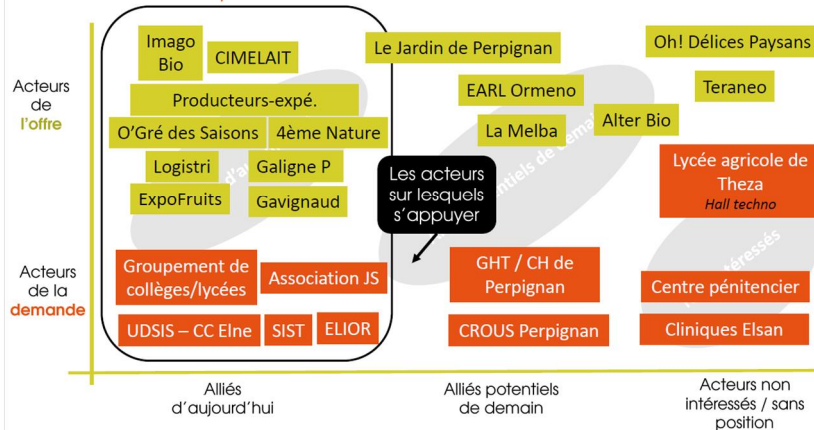 Imago
Bio
CIMELAIT
Le Jardin de Perpignan
Oh! Délices Paysans
Acteurs
de
l'offre
EARL Ormeno
Teraneo
Producteurs-expé.
O'Gré des Saisons
4ème Nature
La Melba
Alter Bio
Logistri
Galigne P
Les acteurs
sur lesquels
s'appuyer
Lycée agricole de
Theza
Hall techno
ExpoFruits
Gavignaud
Acteurs
de la
demande
Groupement de
collèges/lycées
Association JS
GHT / CH de
Perpignan
Centre pénitencier
UDSIS – CC Elne
SIST
ELIOR
CROUS Perpignan
Cliniques Elsan
Alliés
d'aujourd'hui
Alliés potentiels
de demain
Acteurs non
intéressés / sans
position